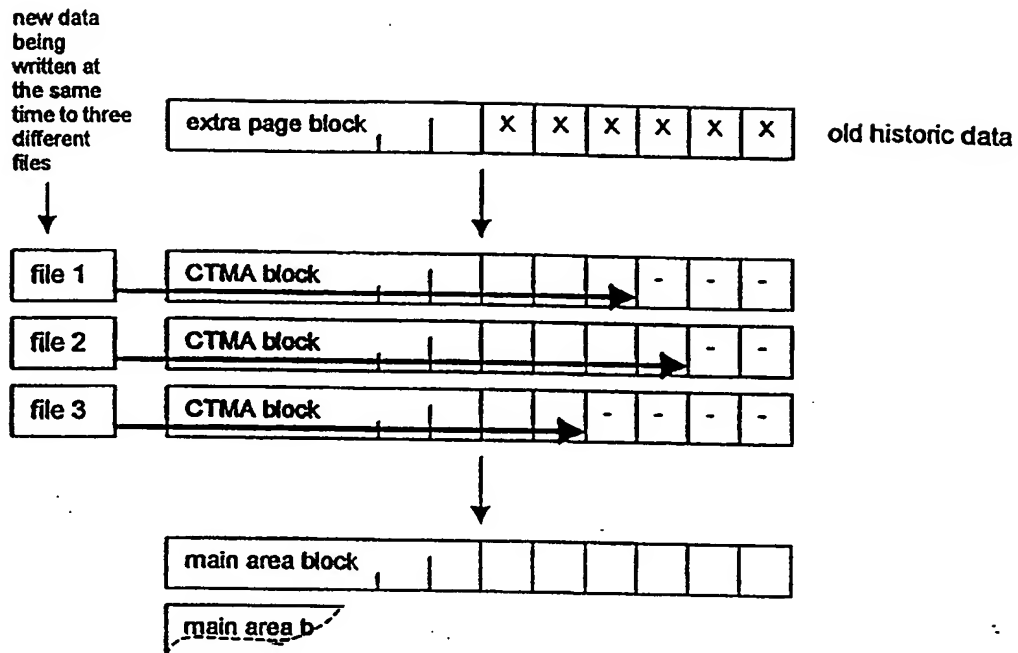 new data
being
written at
the same
time to three
different
files
extra page block X X X X X X old historic data
file 1 CTMA block - - -
file 2 CTMA block - -
file 3 CTMA block - - - -
main area block
main area b